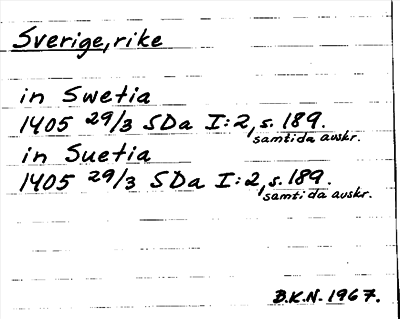 Sverige, rike
in Swetia
1405 29/3 SDa I:2, s. 189.
samtida avskr.
in Suetia
1405 29/3 SDa I:2, s. 189.
samtida avskr.
B.K.N. 1967.